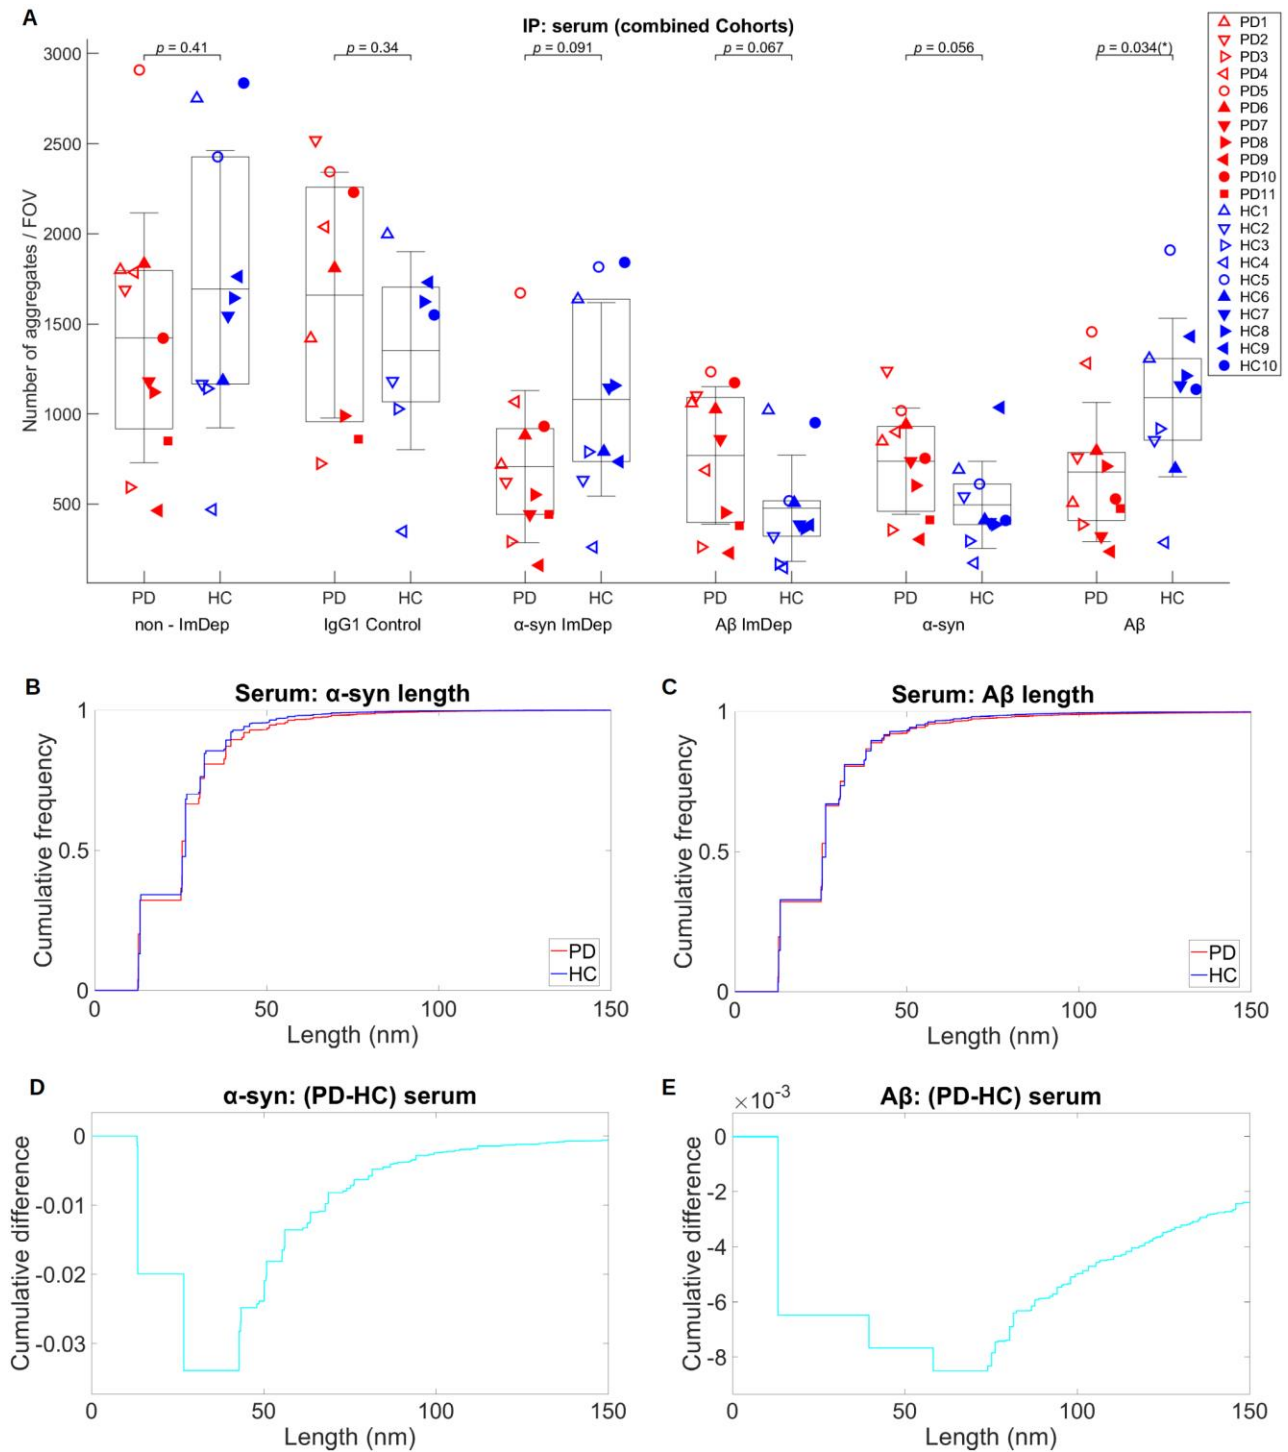 A
IP: serum (combined Cohorts)
p = 0.41
p = 0.34
p = 0.091
p = 0.067
p = 0.056
p = 0.034(*)
Number of aggregates / FOV
3000
2500
2000
1500
1000
500
PD HC PD HC PD HC PD HC PD HC PD HC
non - ImDep IgG1 Control α-syn ImDep Aβ ImDep α-syn Aβ
PD1
PD2
PD3
PD4
PD5
PD6
PD7
PD8
PD9
PD10
PD11
HC1
HC2
HC3
HC4
HC5
HC6
HC7
HC8
HC9
HC10
B
Serum: α-syn length
Cumulative frequency
1
0.5
0
0 50 100 150
Length (nm)
PD
HC
C
Serum: Aβ length
Cumulative frequency
1
0.5
0
0 50 100 150
Length (nm)
PD
HC
D
α-syn: (PD-HC) serum
Cumulative difference
0
-0.01
-0.02
-0.03
0 50 100 150
Length (nm)
E
×10⁻³
Aβ: (PD-HC) serum
Cumulative difference
0
-2
-4
-6
-8
0 50 100 150
Length (nm)